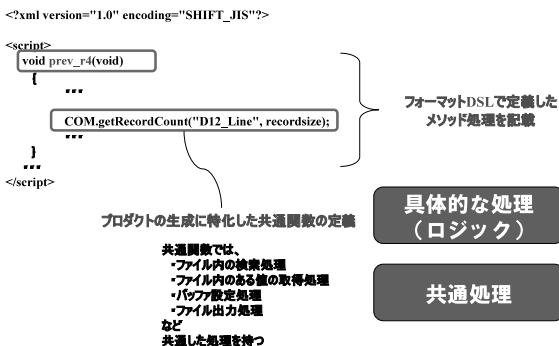 <?xml version="1.0" encoding="SHIFT_JIS"?>
<script>
void prev_r4(void)
{
...
COM.getRecordCount("D12_Line", recordsize);
...
}
...
</script>
フォーマットDSLで定義した
メソッド処理を記載
プロダクトの生成に特化した共通関数の定義
共通関数では、
・ファイル内の検索処理
・ファイル内のある値の取得処理
・バッファ設定処理
・ファイル出力処理
など
共通した処理を持つ
具体的な処理
（ロジック）
共通処理